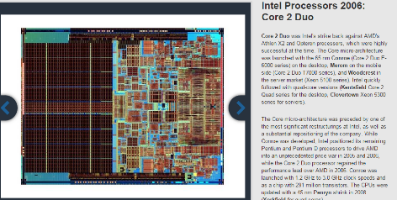 Intel Processors 2006:
Core 2 Duo
Core 2 Duo was Intel's strike back against AMD's
Athlon X2 and Opteron processors, which were highly
successful at the time. The Core micro-architecture
was launched with the 65 nm Conroe (Core 2 Duo E-
6000 series) on the desktop, Merom on the mobile
side (Core 2 Duo T7000 series), and Woodcrest in
the server market (Xeon 5100 series). Intel quickly
followed with quad-core versions (Kentsfield Core 2
Quad series for the desktop, Clovertown Xeon 5300
series for servers).
The Core micro-architecture was preceded by one of
the most significant restructurings at Intel, as well as
a substantial repositioning of the company. While
Conroe was developed, Intel positioned its remaining
Pentium and Pentium D processors to drive AMD
into an unprecedented price war in 2005 and 2006,
while the Core 2 Duo processor regained the
performance lead over AMD in 2006. Conroe was
launched with 1.2 GHz to 3.0 GHz clock speeds and
as a chip with 291 million transistors. The CPUs were
updated with a 45 nm Penryn shrink in 2008